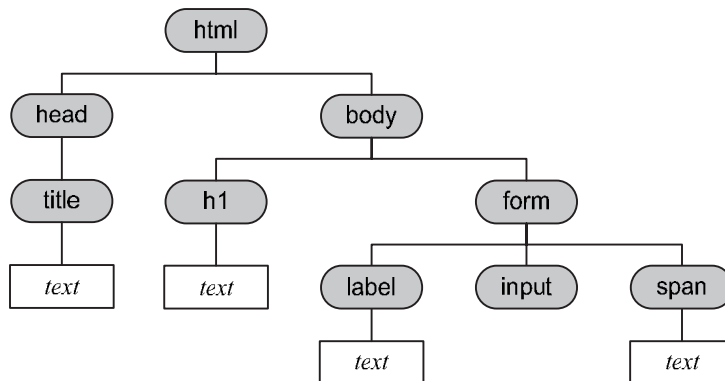 html
head
body
title
h1
form
text
text
label
input
span
text
text